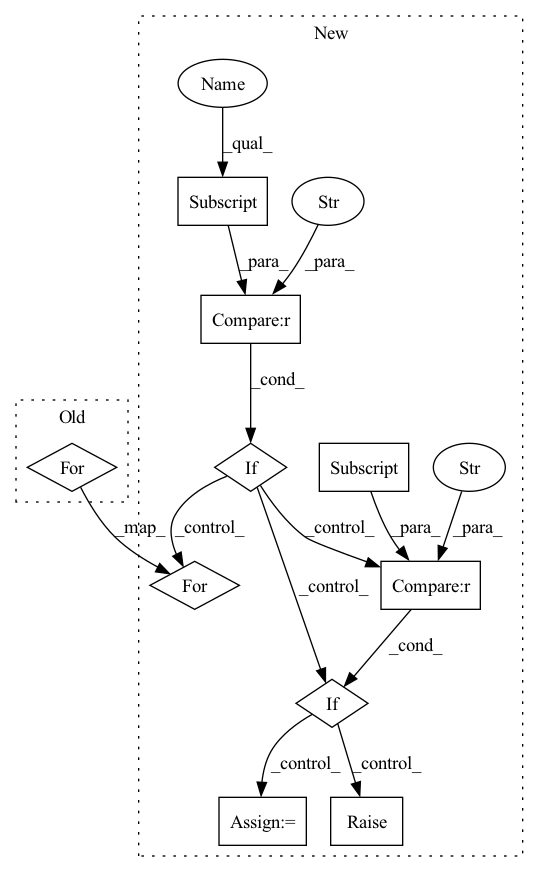 New
Name
_qual_
Subscript
Str
_para_
_para_
Compare:r
_cond_
Old
For
If
Subscript
Str
_map_
_control_
_control_
_para_
_para_
For
_control_
Compare:r
_cond_
If
_control_
_control_
Assign:=
Raise